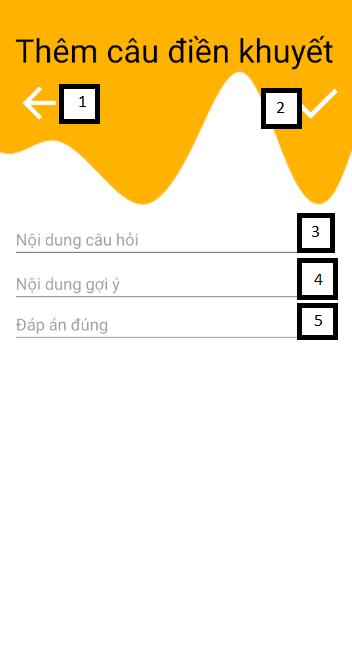 Thêm câu điền khuyết
1
2
Nội dung câu hỏi
3
Nội dung gợi ý
4
Đáp án đúng
5